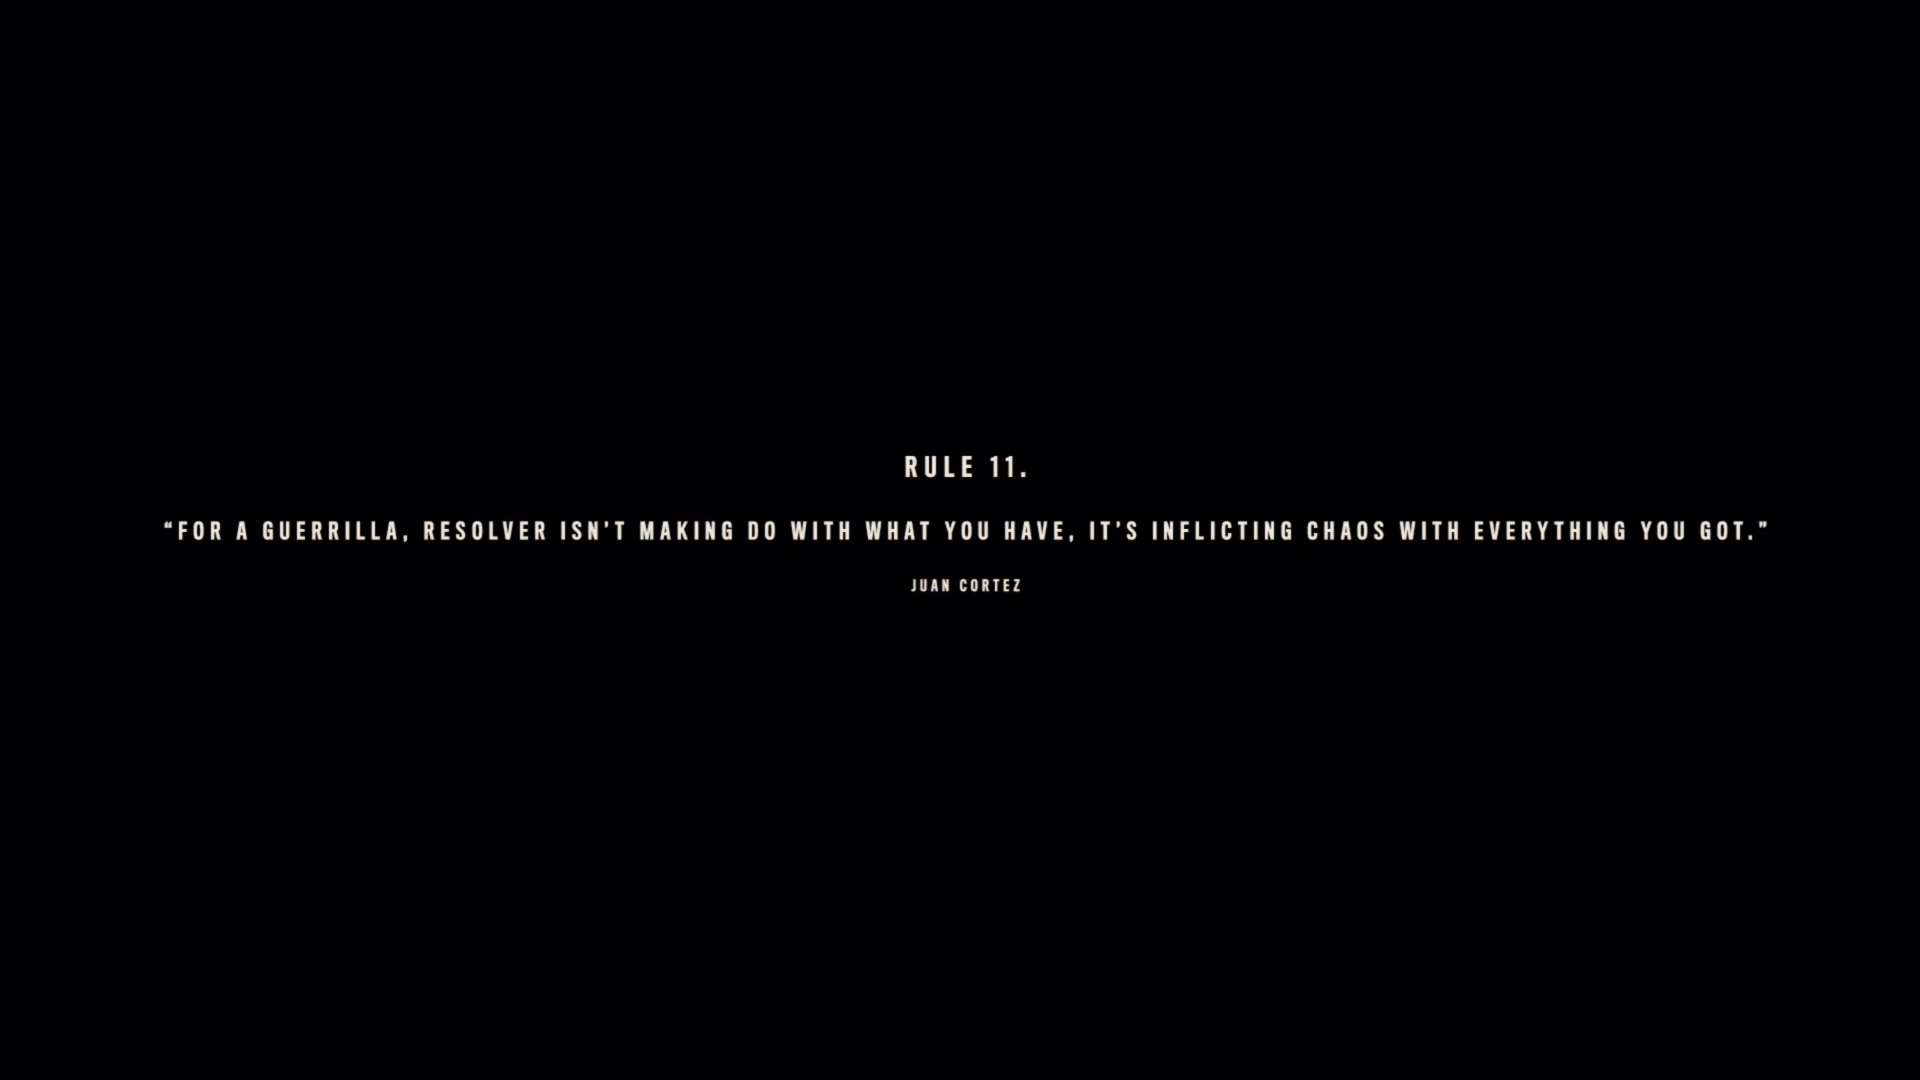 RULE 11.
“FOR A GUERRILLA, RESOLVER ISN’T MAKING DO WITH WHAT YOU HAVE, IT’S INFLICTING CHAOS WITH EVERYTHING YOU GOT.”
JUAN CORTEZ